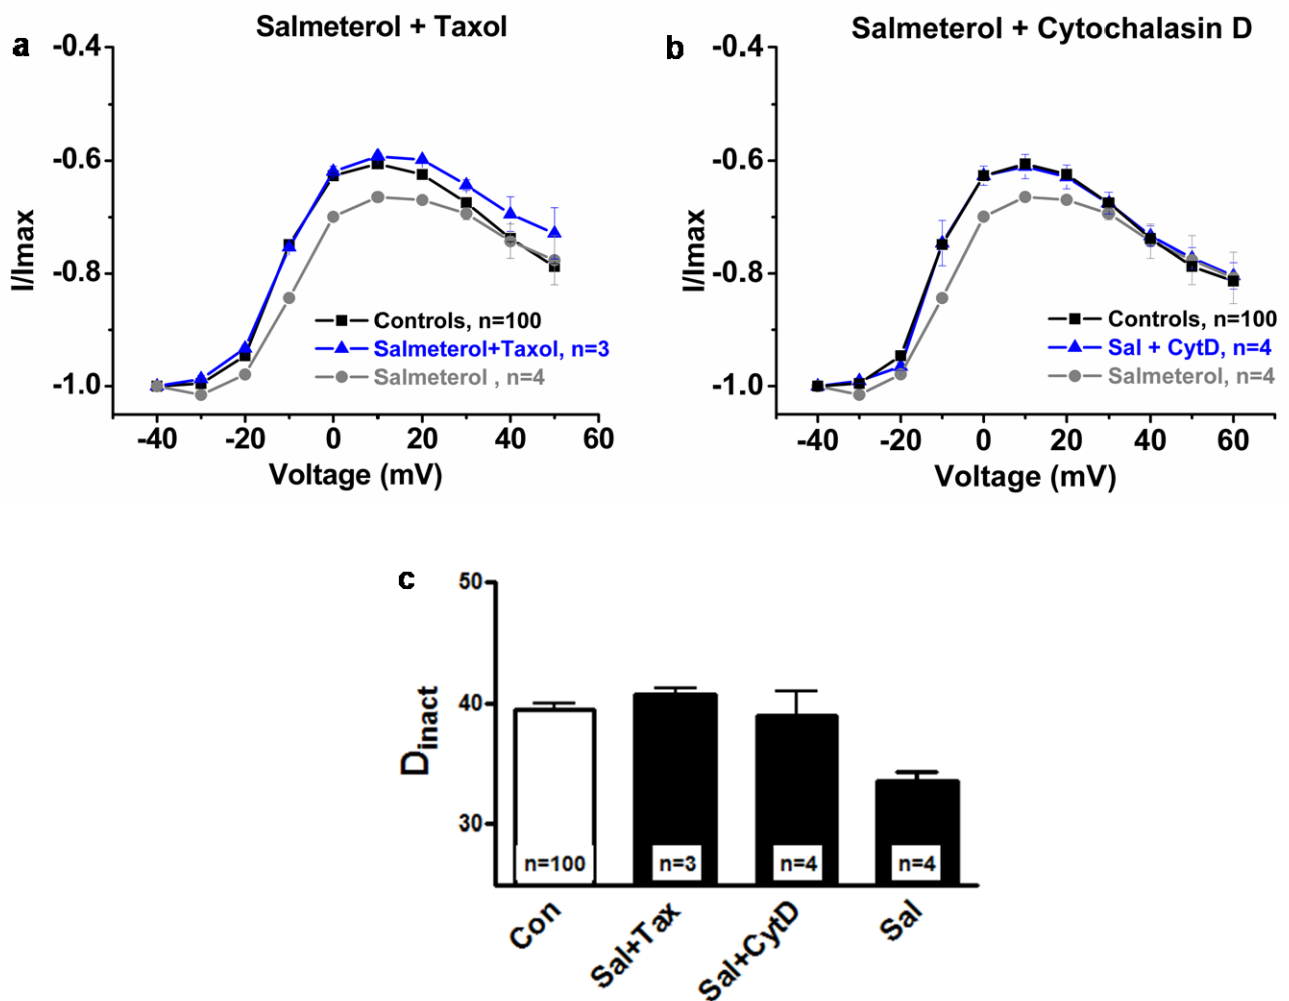 a
Salmeterol + Taxol
-0.4
-0.6
-0.8
-1.0
I/Imax
Controls, n=100
Salmeterol+Taxol, n=3
Salmeterol , n=4
-40
-20
0
20
40
60
Voltage (mV)
b
Salmeterol + Cytochalasin D
-0.4
-0.6
-0.8
-1.0
I/Imax
Controls, n=100
Sal + CytD, n=4
Salmeterol, n=4
-40
-20
0
20
40
60
Voltage (mV)
c
50
40
30
Dinact
n=100
n=3
n=4
n=4
Con
Sal+Tax
Sal+CytD
Sal